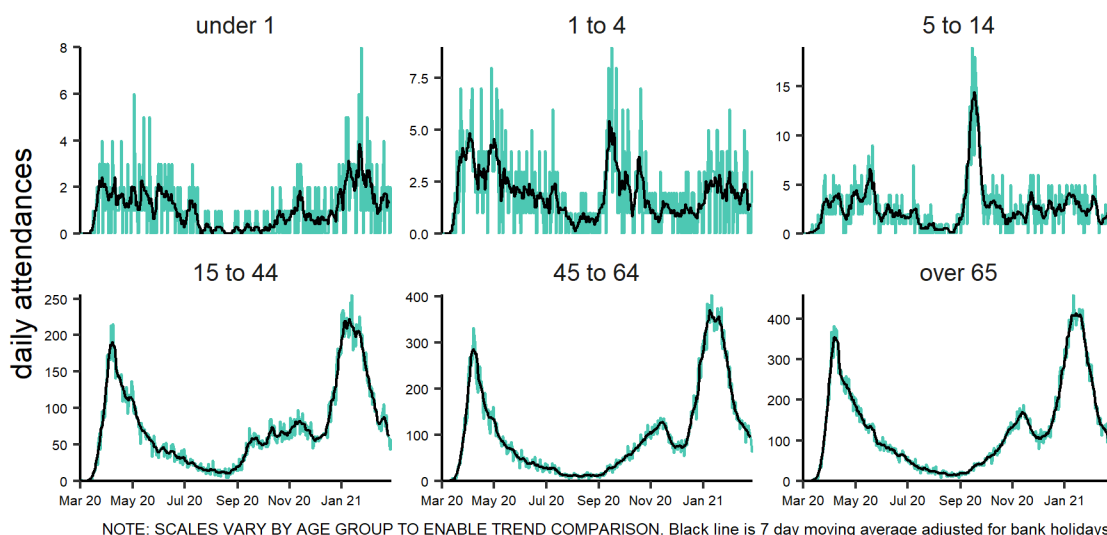 under 1
1 to 4
5 to 14
8
6
4
2
0
7.5
5.0
2.5
0.0
15
10
5
0
daily attendances
15 to 44
45 to 64
over 65
250
200
150
100
50
0
400
300
200
100
0
400
300
200
100
0
Mar 20 May 20 Jul 20 Sep 20 Nov 20 Jan 21
Mar 20 May 20 Jul 20 Sep 20 Nov 20 Jan 21
Mar 20 May 20 Jul 20 Sep 20 Nov 20 Jan 21
NOTE: SCALES VARY BY AGE GROUP TO ENABLE TREND COMPARISON. Black line is 7 day moving average adjusted for bank holidays